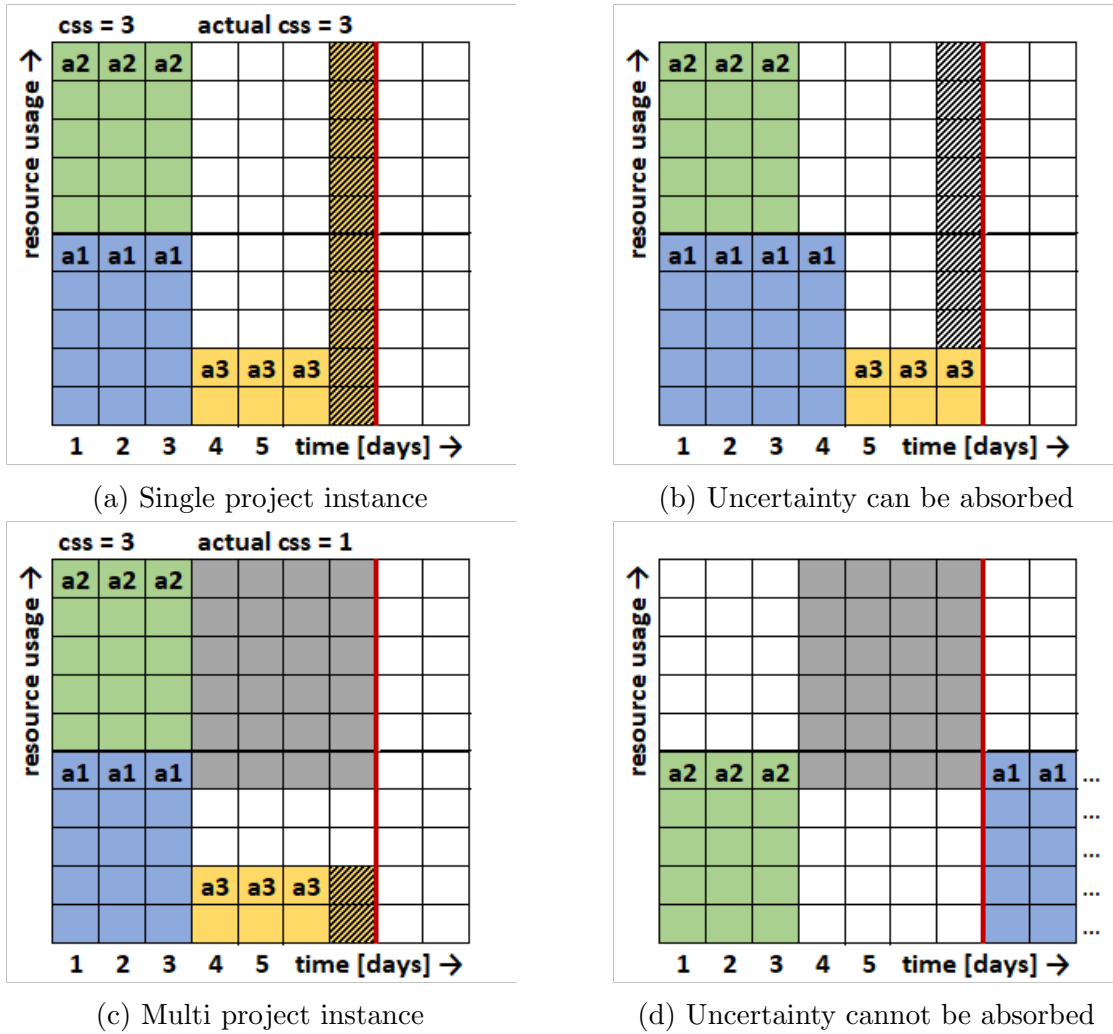 css = 3 actual css = 3
resource usage →
a2 a2 a2
a1 a1 a1
a3 a3 a3
1 2 3 4 5 time [days] →
(a) Single project instance
resource usage →
a2 a2 a2
a1 a1 a1 a1
a3 a3 a3
1 2 3 4 5 time [days] →
(b) Uncertainty can be absorbed
css = 3 actual css = 1
resource usage →
a2 a2 a2
a1 a1 a1
a3 a3 a3
1 2 3 4 5 time [days] →
(c) Multi project instance
resource usage →
a2 a2 a2 a1 a1 ...
...
...
...
...
1 2 3 4 5 time [days] →
(d) Uncertainty cannot be absorbed